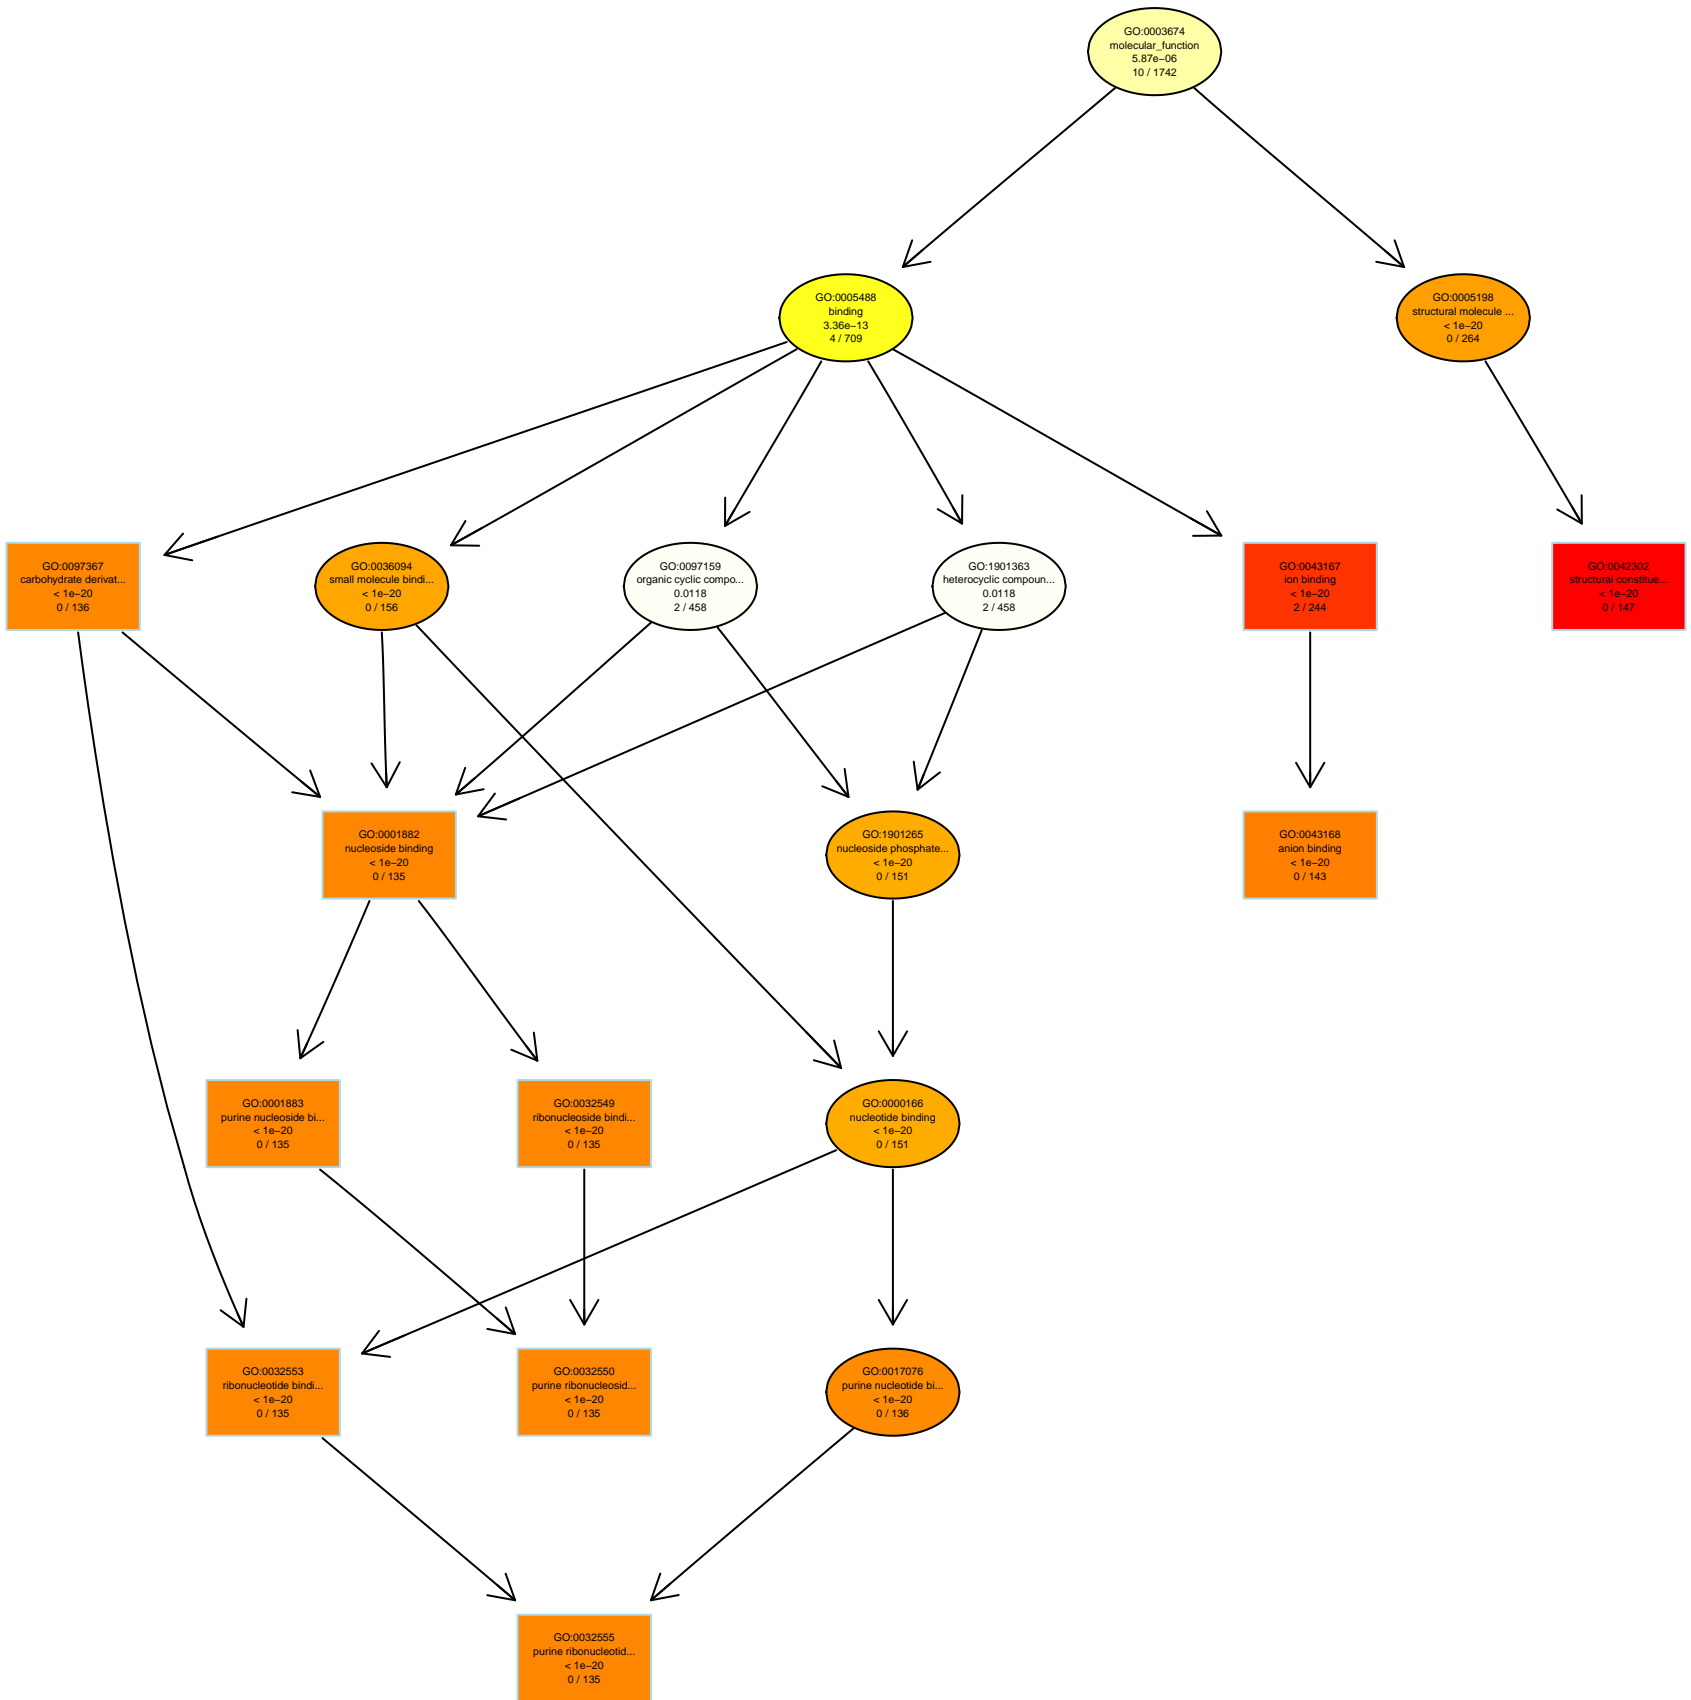 GO:0003674
molecular_function
5.87e−06
10 / 1742
GO:0005488
binding
3.36e−13
4 / 709
GO:0005198
structural molecule ...
< 1e−20
0 / 264
GO:0097367
carbohydrate derivat...
< 1e−20
0 / 136
GO:0036094
small molecule bindi...
< 1e−20
0 / 156
GO:0097159
organic cyclic compo...
0.0118
2 / 458
GO:1901363
heterocyclic compoun...
0.0118
2 / 458
GO:0043167
ion binding
< 1e−20
2 / 244
GO:0042302
structural constitue...
< 1e−20
0 / 147
GO:0001882
nucleoside binding
< 1e−20
0 / 135
GO:1901265
nucleoside phosphate...
< 1e−20
0 / 151
GO:0043168
anion binding
< 1e−20
0 / 143
GO:0001883
purine nucleoside bi...
< 1e−20
0 / 135
GO:0032549
ribonucleoside bindi...
< 1e−20
0 / 135
GO:0000166
nucleotide binding
< 1e−20
0 / 151
GO:0032553
ribonucleotide bindi...
< 1e−20
0 / 135
GO:0032550
purine ribonucleosid...
< 1e−20
0 / 135
GO:0017076
purine nucleotide bi...
< 1e−20
0 / 136
GO:0032555
purine ribonucleotid...
< 1e−20
0 / 135